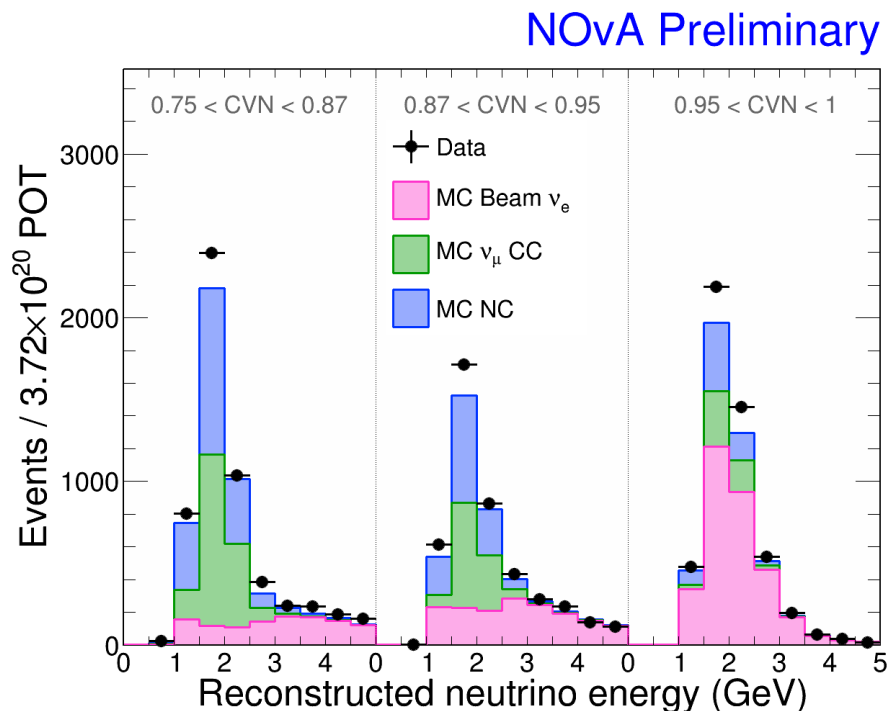 NOvA Preliminary
0.75 < CVN < 0.87
0.87 < CVN < 0.95
0.95 < CVN < 1
Data
MC Beam νₑ
MC ν_μ CC
MC NC
Events / 3.72×10²⁰ POT
3000
2000
1000
0
0 1 2 3 4 0 1 2 3 4 0 1 2 3 4 5
Reconstructed neutrino energy (GeV)